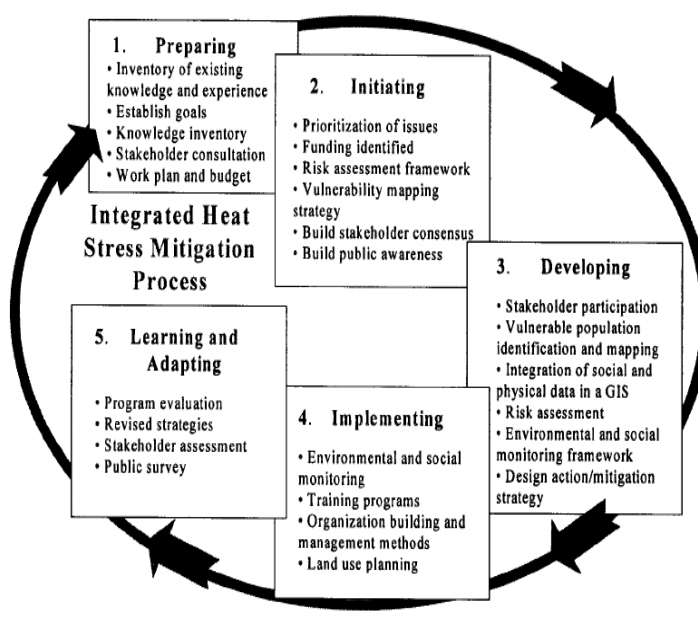 1. Preparing
• Inventory of existing
knowledge and experience
• Establish goals
• Knowledge inventory
• Stakeholder consultation
• Work plan and budget
2. Initiating
• Prioritization of issues
• Funding identified
• Risk assessment framework
• Vulnerability mapping
strategy
• Build stakeholder consensus
• Build public awareness
Integrated Heat
Stress Mitigation
Process
3. Developing
• Stakeholder participation
• Vulnerable population
identification and mapping
• Integration of social and
physical data in a GIS
• Risk assessment
• Environmental and social
monitoring framework
• Design action/mitigation
strategy
4. Implementing
• Environmental and social
monitoring
• Training programs
• Organization building and
management methods
• Land use planning
5. Learning and
Adapting
• Program evaluation
• Revised strategies
• Stakeholder assessment
• Public survey